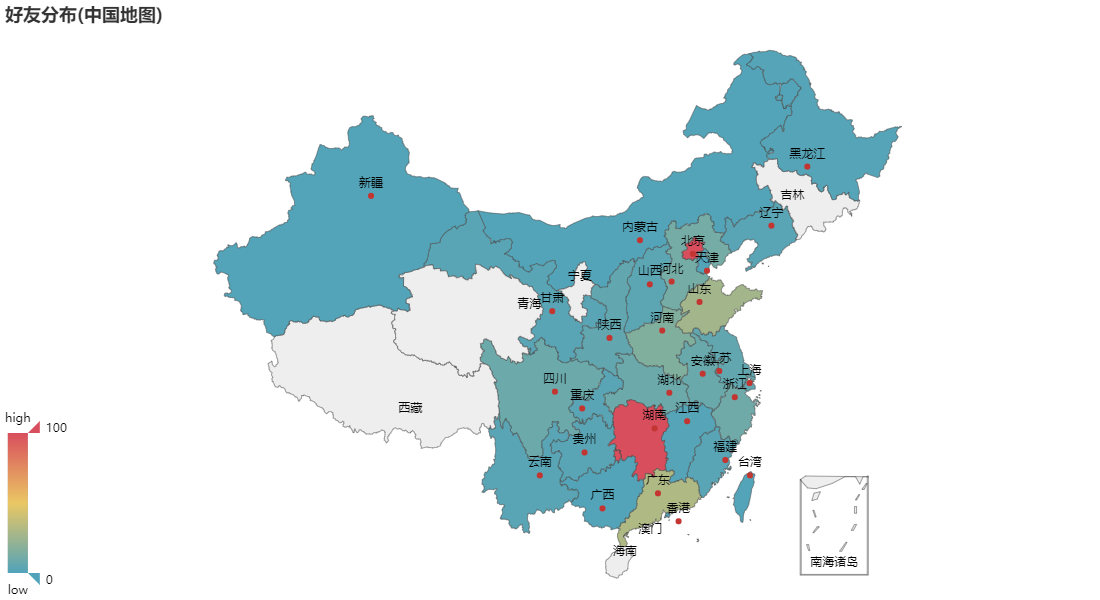 好友分布(中国地图)
黑龙江
新疆
吉林
辽宁
内蒙古
北京
天津
宁夏
山西
河北
青海
甘肃
山东
陕西
河南
安徽
江苏
四川
湖北
上海
浙江
重庆
西藏
high
100
湖南
江西
贵州
福建
云南
台湾
广东
广西
香港
澳门
海南
南海诸岛
0
low